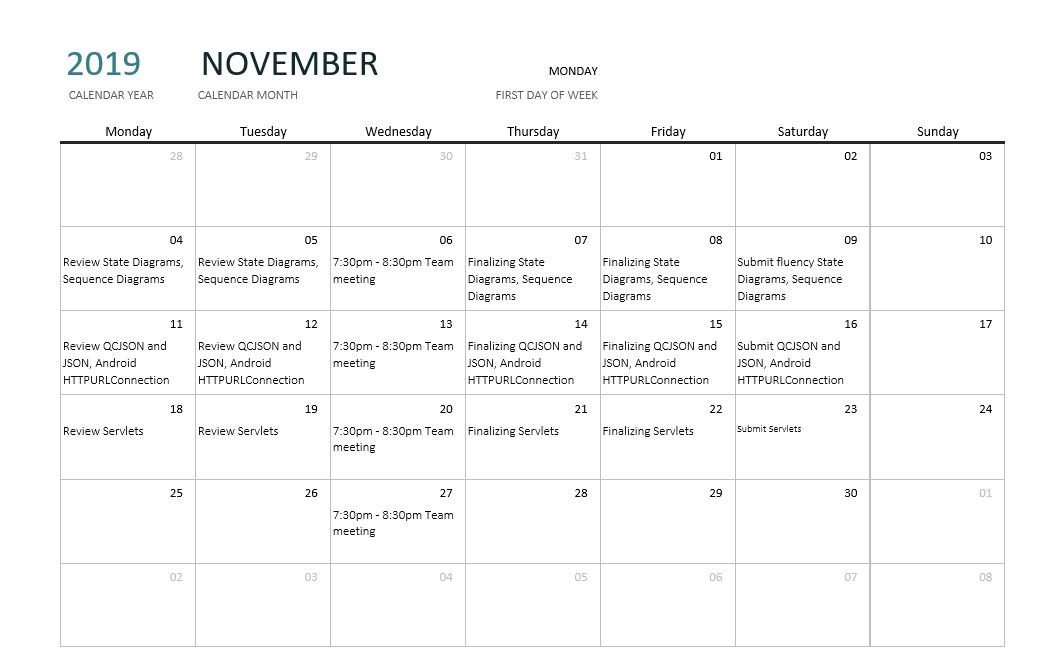 2019 NOVEMBER MONDAY
CALENDAR YEAR CALENDAR MONTH FIRST DAY OF WEEK
Monday Tuesday Wednesday Thursday Friday Saturday Sunday
28 29 30 31 01 02 03
04 05 06 07 08 09 10
Review State Diagrams, Review State Diagrams, 7:30pm - 8:30pm Team Finalizing State Finalizing State Submit fluency State
Sequence Diagrams Sequence Diagrams meeting Diagrams, Sequence Diagrams, Sequence Diagrams, Sequence
Diagrams Diagrams Diagrams
11 12 13 14 15 16 17
Review QCJSON and Review QCJSON and 7:30pm - 8:30pm Team Finalizing QCJSON and Finalizing QCJSON and Submit QCJSON and
JSON, Android JSON, Android meeting JSON, Android JSON, Android JSON, Android
HTTPURLConnection HTTPURLConnection HTTPURLConnection HTTPURLConnection HTTPURLConnection
18 19 20 21 22 23 24
Review Servlets Review Servlets 7:30pm - 8:30pm Team Finalizing Servlets Finalizing Servlets Submit Servlets
meeting
25 26 27 28 29 30 01
7:30pm - 8:30pm Team
meeting
02 03 04 05 06 07 08